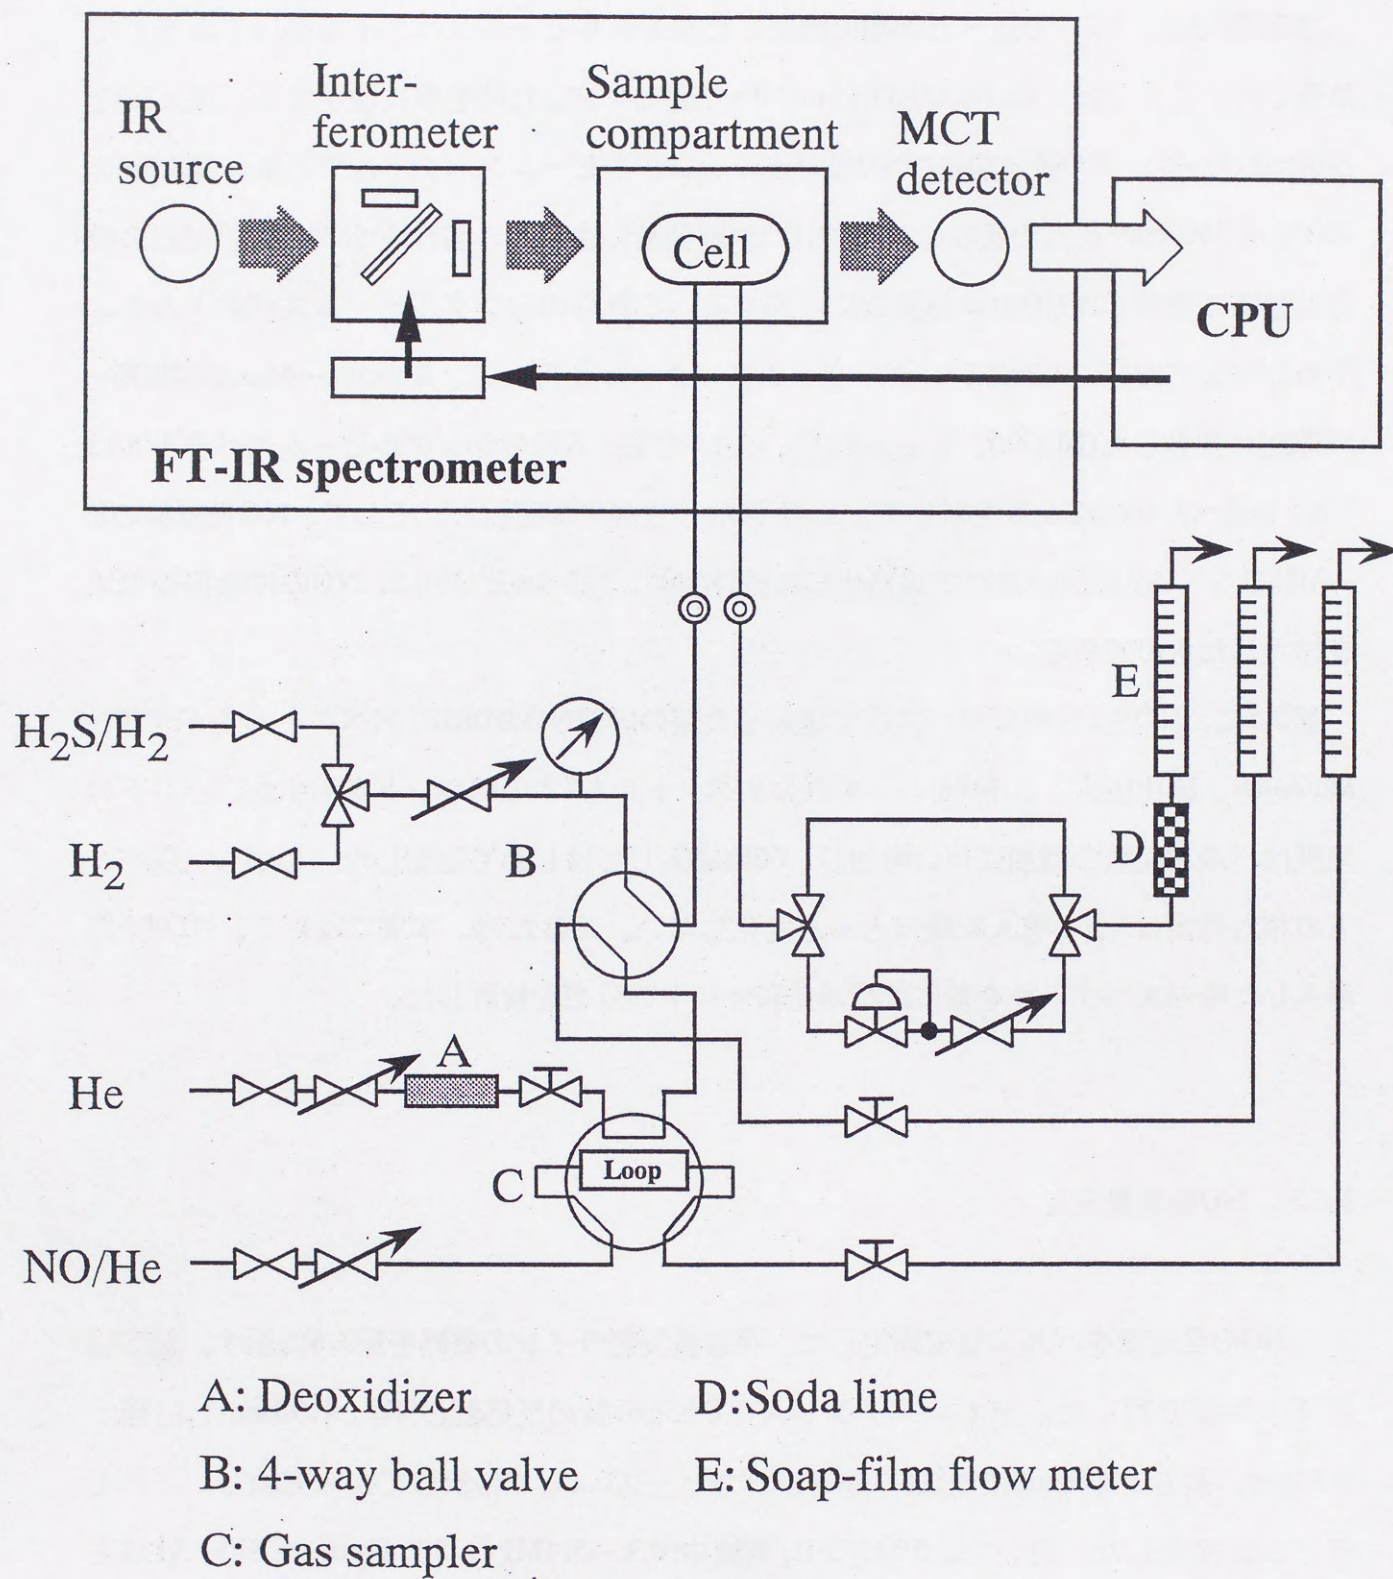 IR
source
Inter-
ferometer
Sample
compartment
MCT
detector
Cell
CPU
FT-IR spectrometer
E
H₂S/H₂
H₂
B
D
He
A
C
Loop
NO/He
A: Deoxidizer
D:Soda lime
B: 4-way ball valve
E: Soap-film flow meter
C: Gas sampler